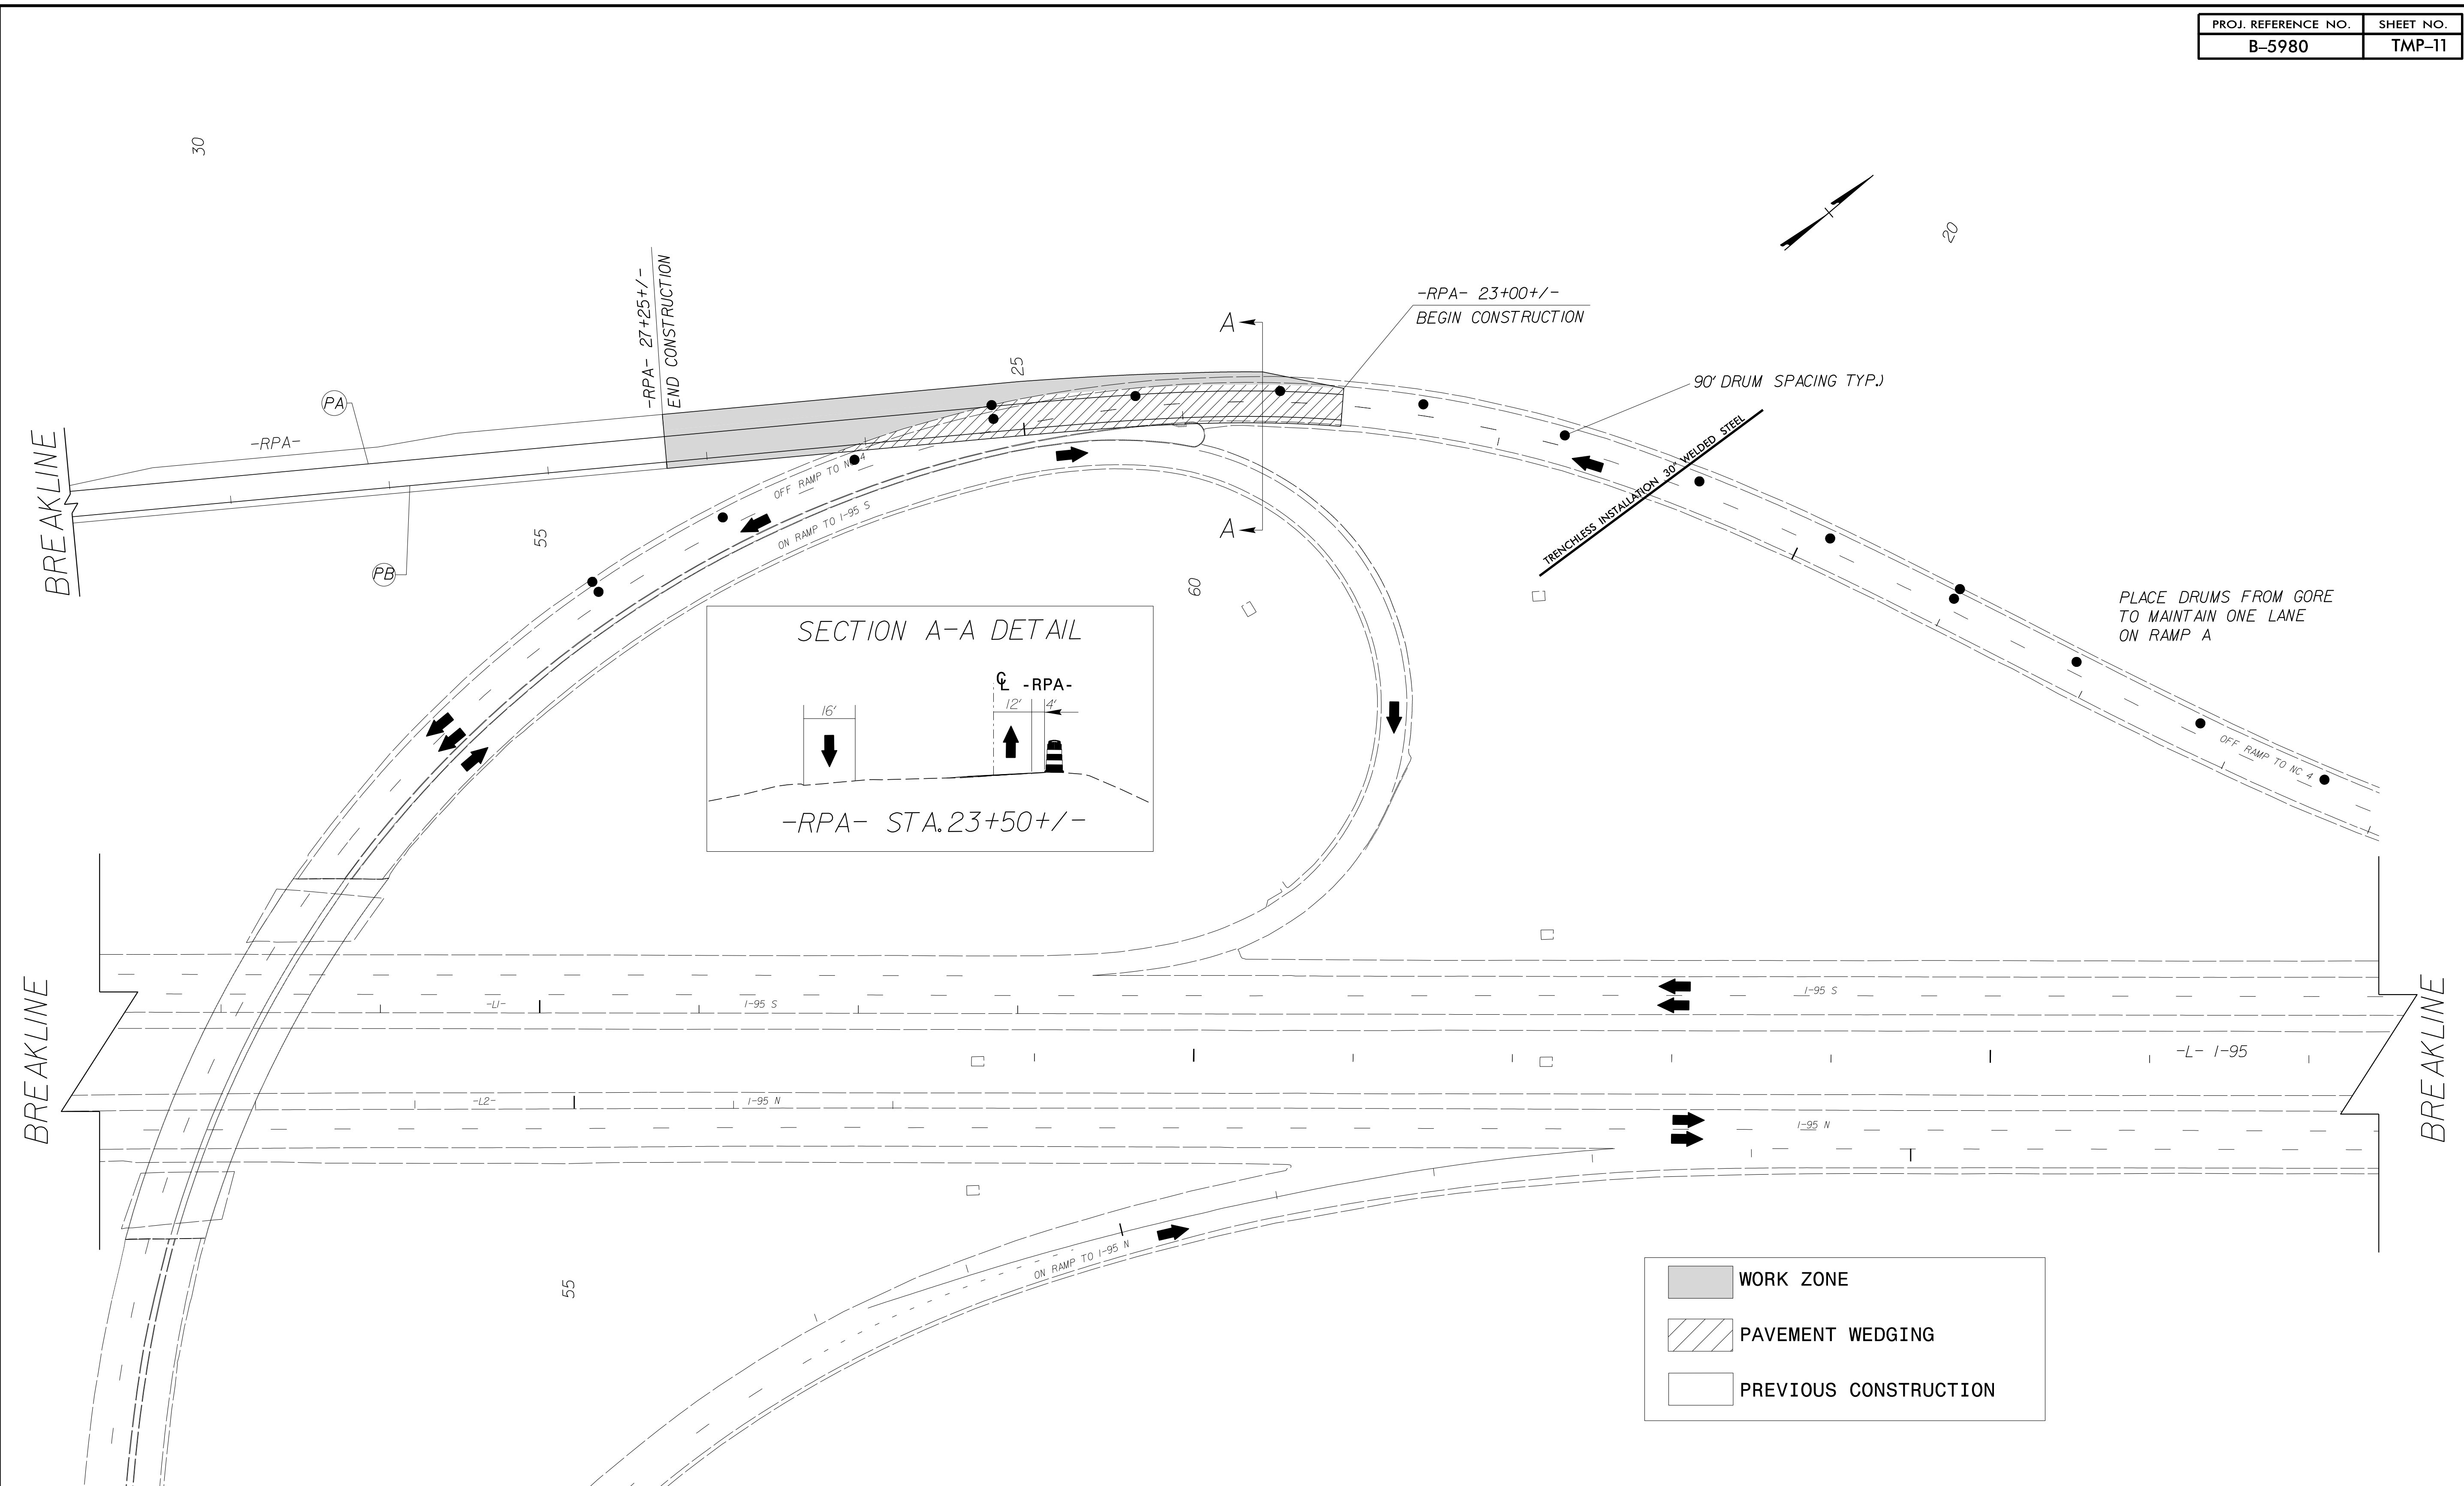 PROJ. REFERENCE NO. SHEET NO.
B-5980 TMP-11
30
20
-RPA- 27+25+/-
END CONSTRUCTION
-RPA- 23+00+/-
BEGIN CONSTRUCTION
A
25
90' DRUM SPACING TYP.)
PA
-RPA-
BREAKLINE
TRENCHLESS INSTALLATION 30" WELDED STEEL
OFF RAMP TO NC 4
ON RAMP TO I-95 S
A
55
PB
60
PLACE DRUMS FROM GORE
TO MAINTAIN ONE LANE
ON RAMP A
SECTION A-A DETAIL
CL -RPA-
16'
12'
4'
-RPA- STA.23+50+/-
OFF RAMP TO NC 4
BREAKLINE
-L1-
I-95 S
I-95 S
-L- I-95
BREAKLINE
-L2-
I-95 N
I-95 N
ON RAMP TO I-95 N
55
WORK ZONE
PAVEMENT WEDGING
PREVIOUS CONSTRUCTION